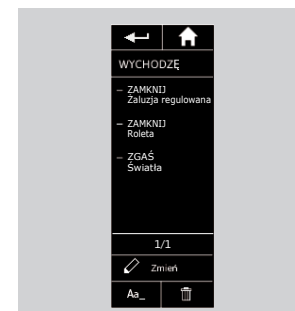 WYCHODZĘ
– ZAMKNIJ
Żaluzja regulowana
– ZAMKNIJ
Roleta
– ZGAŚ
Światła
1/1
Zmień
Aa_